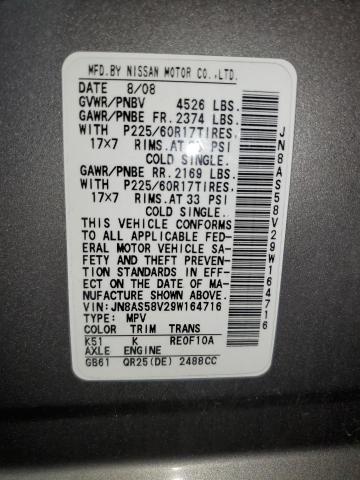 MFD.BY NISSAN MOTOR CO.,LTD.
DATE 8/08
GVWR/PNBV 4526 LBS.
GAWR/PNBE FR. 2374 LBS.
WITH P225/60R17TIRES,
17×7 RIMS.AT PSI
COLD SINGLE.
GAWR/PNBE RR. 2169 LBS.
WITH P225/60R17TIRES,
17×7 RIMS.AT 33 PSI
COLD SINGLE.
THIS VEHICLE CONFORMS
TO ALL APPLICABLE FED-
ERAL MOTOR VEHICLE SA-
FETY AND THEFT PREVEN-
TION STANDARDS IN EFF-
ECT ON THE DATE OF MA-
NUFACTURE SHOWN ABOVE.
VIN:JN8AS58V29W164716
TYPE: MPV
COLOR TRIM TRANS
K51 K RE0F10A
AXLE ENGINE
GB61 QR25(DE) 2488CC
JN8AS58V29W164716